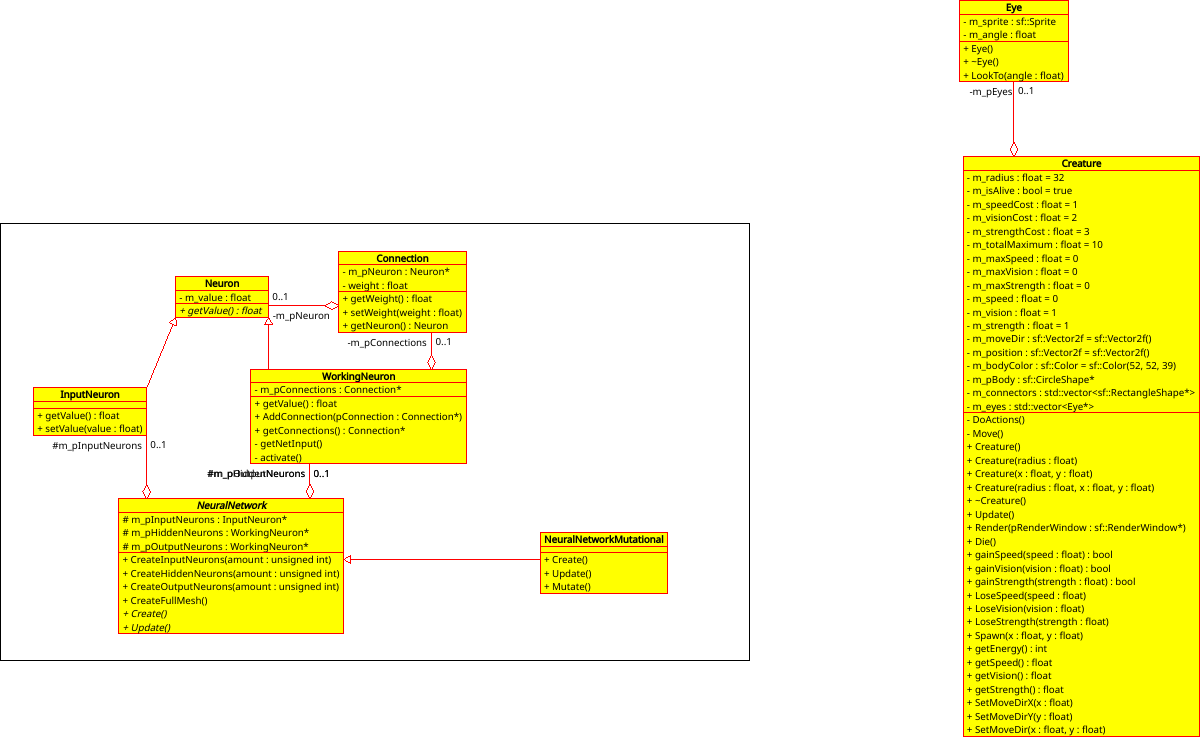 Eye
- m_sprite : sf::Sprite
- m_angle : float
+ Eye()
+ ~Eye()
+ LookTo(angle : float)
-m_pEyes 0..1
Creature
- m_radius : float = 32
- m_isAlive : bool = true
- m_speedCost : float = 1
- m_visionCost : float = 2
- m_strengthCost : float = 3
- m_totalMaximum : float = 10
- m_maxSpeed : float = 0
- m_maxVision : float = 0
- m_maxStrength : float = 0
- m_speed : float = 0
- m_vision : float = 1
- m_strength : float = 1
- m_moveDir : sf::Vector2f = sf::Vector2f()
- m_position : sf::Vector2f = sf::Vector2f()
- m_bodyColor : sf::Color = sf::Color(52, 52, 39)
- m_pBody : sf::CircleShape*
- m_connectors : std::vector<sf::RectangleShape*>
- m_eyes : std::vector<Eye*>
- DoActions()
- Move()
+ Creature()
+ Creature(radius : float)
+ Creature(x : float, y : float)
+ Creature(radius : float, x : float, y : float)
+ ~Creature()
+ Update()
+ Render(pRenderWindow : sf::RenderWindow*)
+ Die()
+ gainSpeed(speed : float) : bool
+ gainVision(vision : float) : bool
+ gainStrength(strength : float) : bool
+ LoseSpeed(speed : float)
+ LoseVision(vision : float)
+ LoseStrength(strength : float)
+ Spawn(x : float, y : float)
+ getEnergy() : int
+ getSpeed() : float
+ getVision() : float
+ getStrength() : float
+ SetMoveDirX(x : float)
+ SetMoveDirY(y : float)
+ SetMoveDir(x : float, y : float)
Connection
- m_pNeuron : Neuron*
- weight : float
+ getWeight() : float
+ setWeight(weight : float)
+ getNeuron() : Neuron
Neuron
- m_value : float
+ getValue() : float
0..1
-m_pNeuron
-m_pConnections 0..1
WorkingNeuron
- m_pConnections : Connection*
+ getValue() : float
+ AddConnection(pConnection : Connection*)
+ getConnections() : Connection*
- getNetInput()
- activate()
InputNeuron
+ getValue() : float
+ setValue(value : float)
#m_pInputNeurons 0..1
0..1
NeuralNetwork
# m_pInputNeurons : InputNeuron*
# m_pHiddenNeurons : WorkingNeuron*
# m_pOutputNeurons : WorkingNeuron*
+ CreateInputNeurons(amount : unsigned int)
+ CreateHiddenNeurons(amount : unsigned int)
+ CreateOutputNeurons(amount : unsigned int)
+ CreateFullMesh()
+ Create()
+ Update()
NeuralNetworkMutational
+ Create()
+ Update()
+ Mutate()